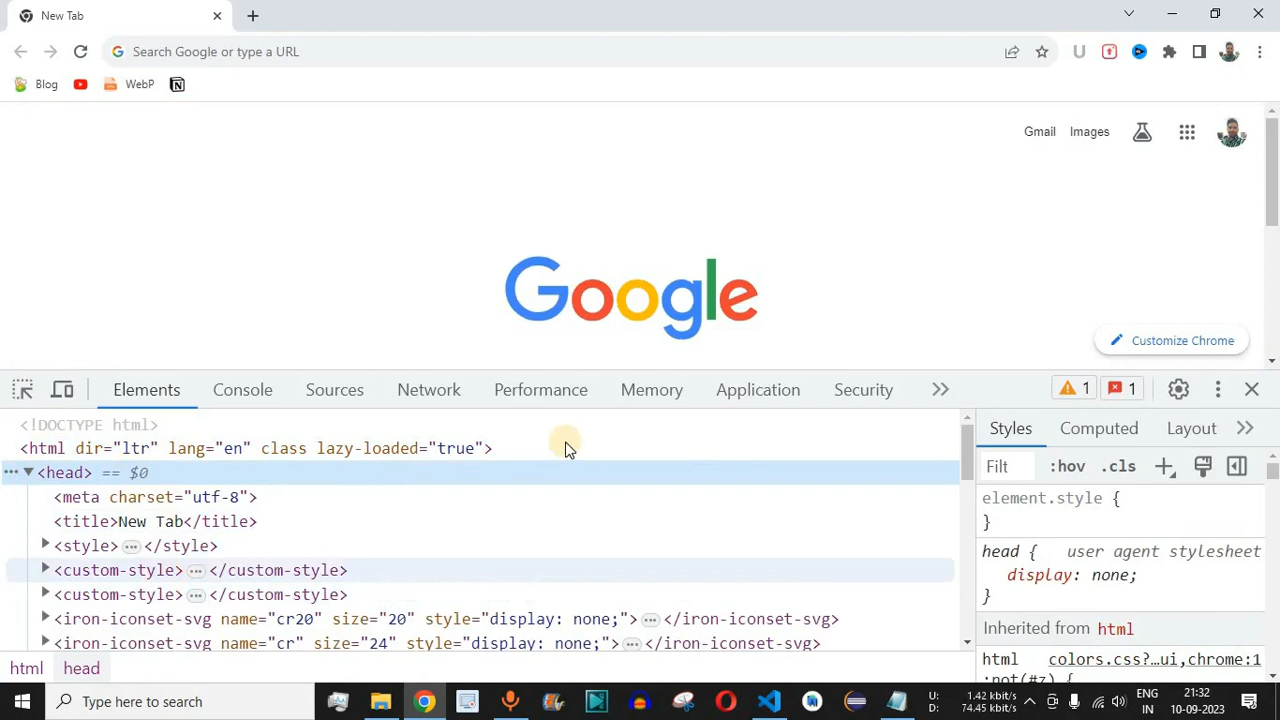 New Tab
Search Google or type a URL
U
Blog
WebP
Gmail
Images
Google
Customize Chrome
Elements
Console
Sources
Network
Performance
Memory
Application
Security
1
1
<!DOCTYPE html>
<html dir="ltr" lang="en" class lazy-loaded="true">
<head> == $0
<meta charset="utf-8">
<title>New Tab</title>
<style>…</style>
<custom-style>…</custom-style>
<custom-style>…</custom-style>
<iron-iconset-svg name="cr20" size="20" style="display: none;">…</iron-iconset-svg>
<iron-iconset-svg name="cr" size="24" style="display: none;">…</iron-iconset-svg>
html
head
Styles
Computed
Layout
Filt
:hov
.cls
element.style {
}
head { user agent stylesheet
display: none;
}
Inherited from html
html colors.css?…ui,chrome:1
:not(#z) {
Type here to search
U: 1.42 kbit/s
D: 74.45 kbit/s
ENG
IN
21:32
10-09-2023